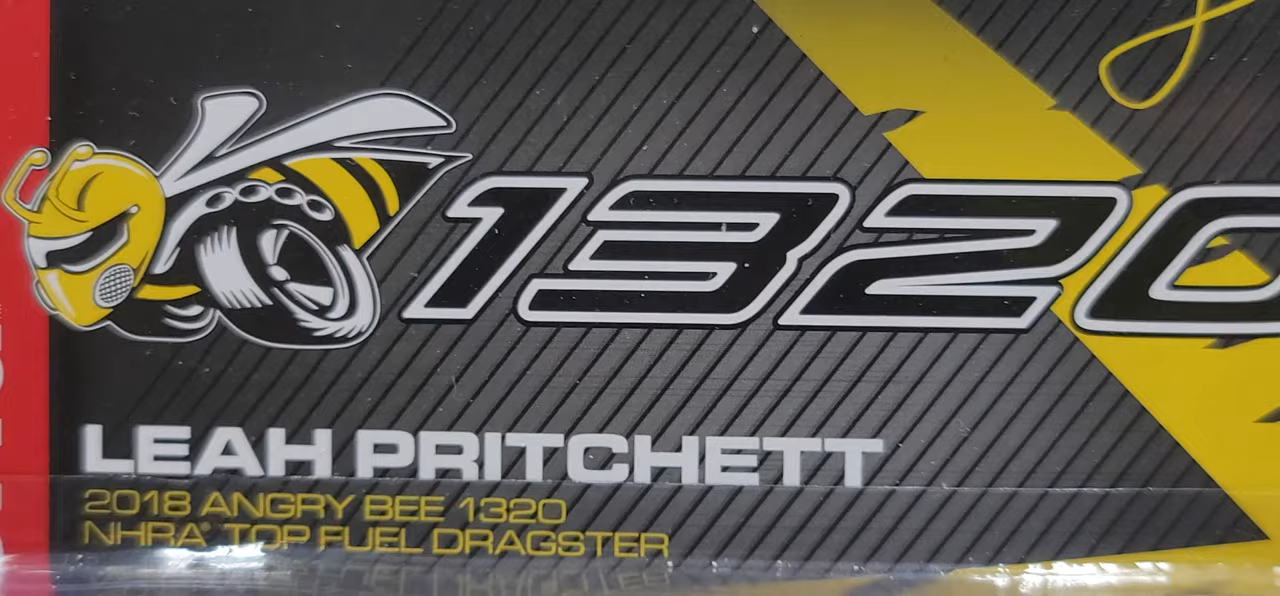 1320
LEAH PRITCHETT
2018 ANGRY BEE 1320
NHRA® TOP FUEL DRAGSTER